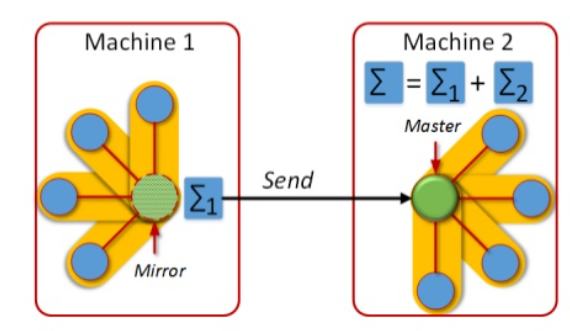 Machine 1
Σ1
Mirror
Send
Machine 2
Σ = Σ1 + Σ2
Master